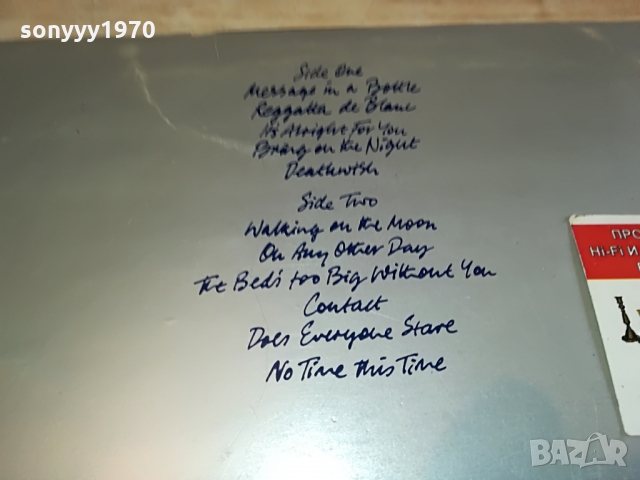 sonyyy1970
Side One
Message in a Bottle
Reggatta de Blanc
Its Alright For You
Bring on the Night
Deathwish
Side Two
Walking on the Moon
On Any Other Day
The Bed's too Big Without You
Contact
Does Everyone Stare
No Time this Time
ПРО
Hi-Fi И
BAZAR